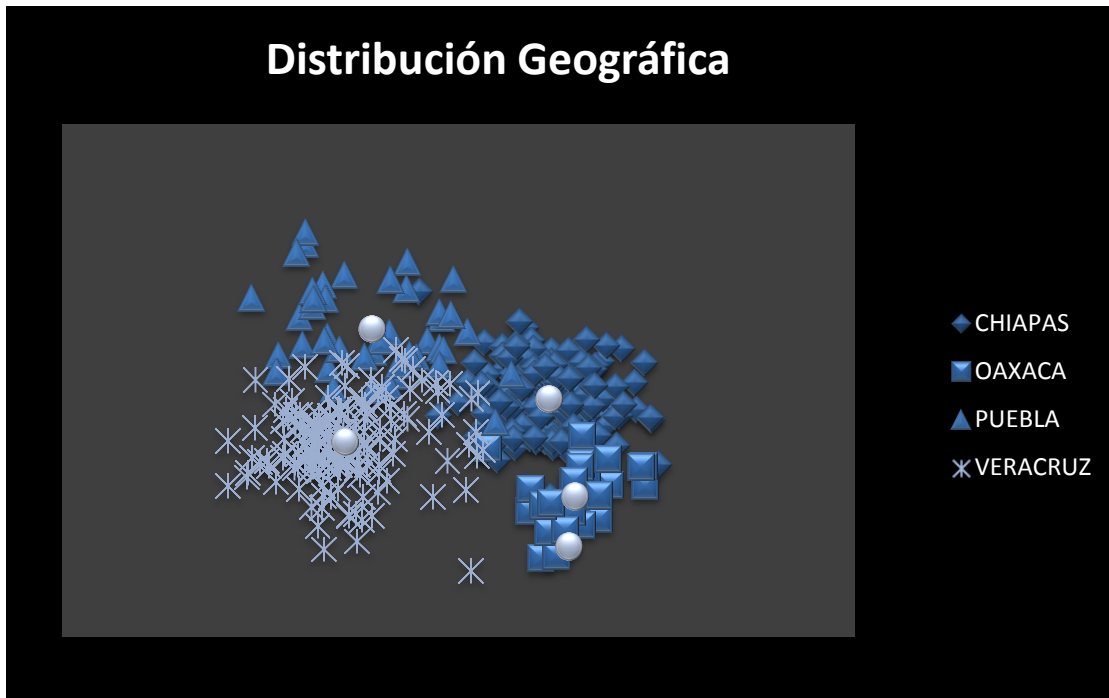 Distribución Geográfica
CHIAPAS
OAXACA
PUEBLA
VERACRUZ